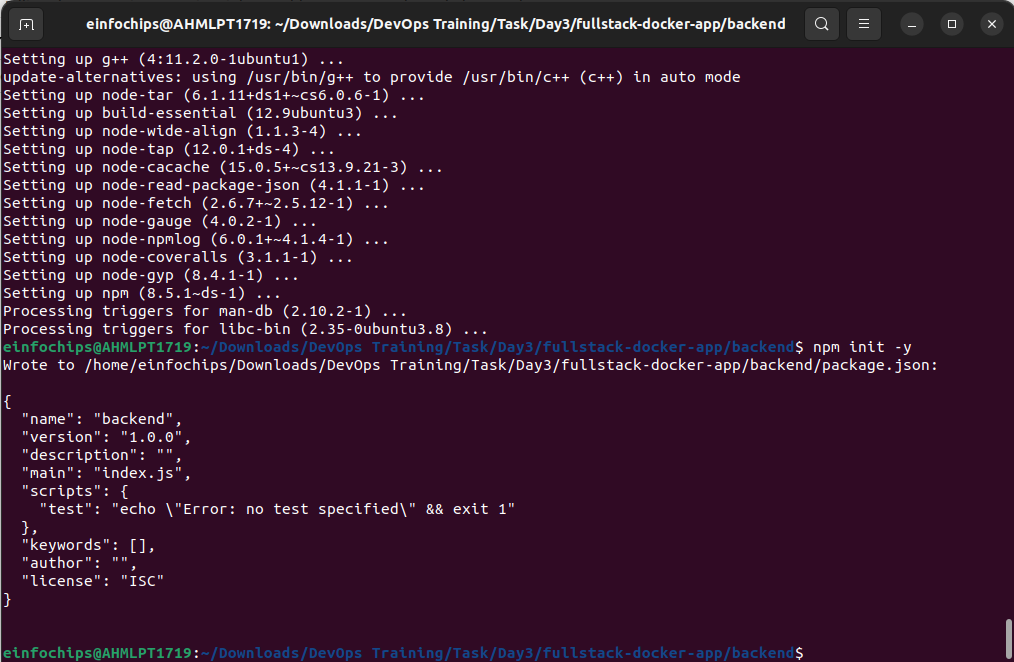 einfochips@AHMLPT1719: ~/Downloads/DevOps Training/Task/Day3/fullstack-docker-app/backend
Setting up g++ (4:11.2.0-1ubuntu1) ...
update-alternatives: using /usr/bin/g++ to provide /usr/bin/c++ (c++) in auto mode
Setting up node-tar (6.1.11+ds1+~cs6.0.6-1) ...
Setting up build-essential (12.9ubuntu3) ...
Setting up node-wide-align (1.1.3-4) ...
Setting up node-tap (12.0.1+ds-4) ...
Setting up node-cacache (15.0.5+~cs13.9.21-3) ...
Setting up node-read-package-json (4.1.1-1) ...
Setting up node-fetch (2.6.7+~2.5.12-1) ...
Setting up node-gauge (4.0.2-1) ...
Setting up node-npmlog (6.0.1+~4.1.4-1) ...
Setting up node-coveralls (3.1.1-1) ...
Setting up node-gyp (8.4.1-1) ...
Setting up npm (8.5.1~ds-1) ...
Processing triggers for man-db (2.10.2-1) ...
Processing triggers for libc-bin (2.35-0ubuntu3.8) ...
einfochips@AHMLPT1719:~/Downloads/DevOps Training/Task/Day3/fullstack-docker-app/backend$ npm init -y
Wrote to /home/einfochips/Downloads/DevOps Training/Task/Day3/fullstack-docker-app/backend/package.json:
{
  "name": "backend",
  "version": "1.0.0",
  "description": "",
  "main": "index.js",
  "scripts": {
    "test": "echo \"Error: no test specified\" && exit 1"
  },
  "keywords": [],
  "author": "",
  "license": "ISC"
}
einfochips@AHMLPT1719:~/Downloads/DevOps Training/Task/Day3/fullstack-docker-app/backend$